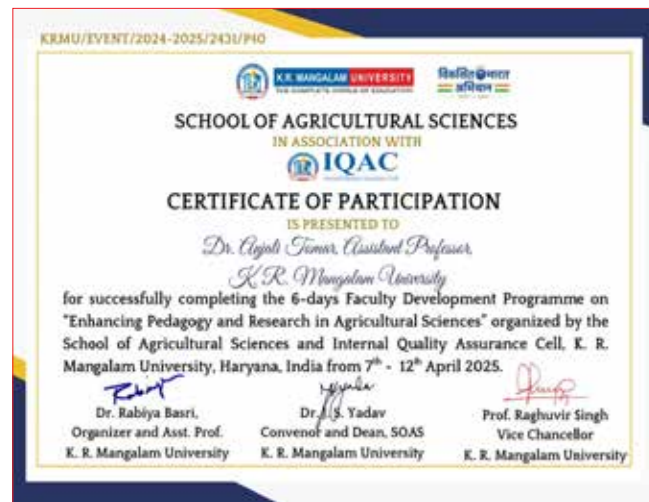 KRMU/EVENT/2024-2025/2431/P40
K.R. MANGALAM UNIVERSITY
THE COMPLETE WORLD OF EDUCATION
विकसित भारत
अभियान
SCHOOL OF AGRICULTURAL SCIENCES
IN ASSOCIATION WITH
IQAC
CERTIFICATE OF PARTICIPATION
IS PRESENTED TO
Dr. Anjali Tomar, Assistant Professor,
K. R. Mangalam University
for successfully completing the 6-days Faculty Development Programme on
"Enhancing Pedagogy and Research in Agricultural Sciences" organized by the
School of Agricultural Sciences and Internal Quality Assurance Cell, K. R.
Mangalam University, Haryana, India from 7th - 12th April 2025.
Dr. Rabiya Basri, Dr. J. S. Yadav Prof. Raghuvir Singh
Organizer and Asst. Prof. Convenor and Dean, SOAS Vice Chancellor
K. R. Mangalam University K. R. Mangalam University K. R. Mangalam University